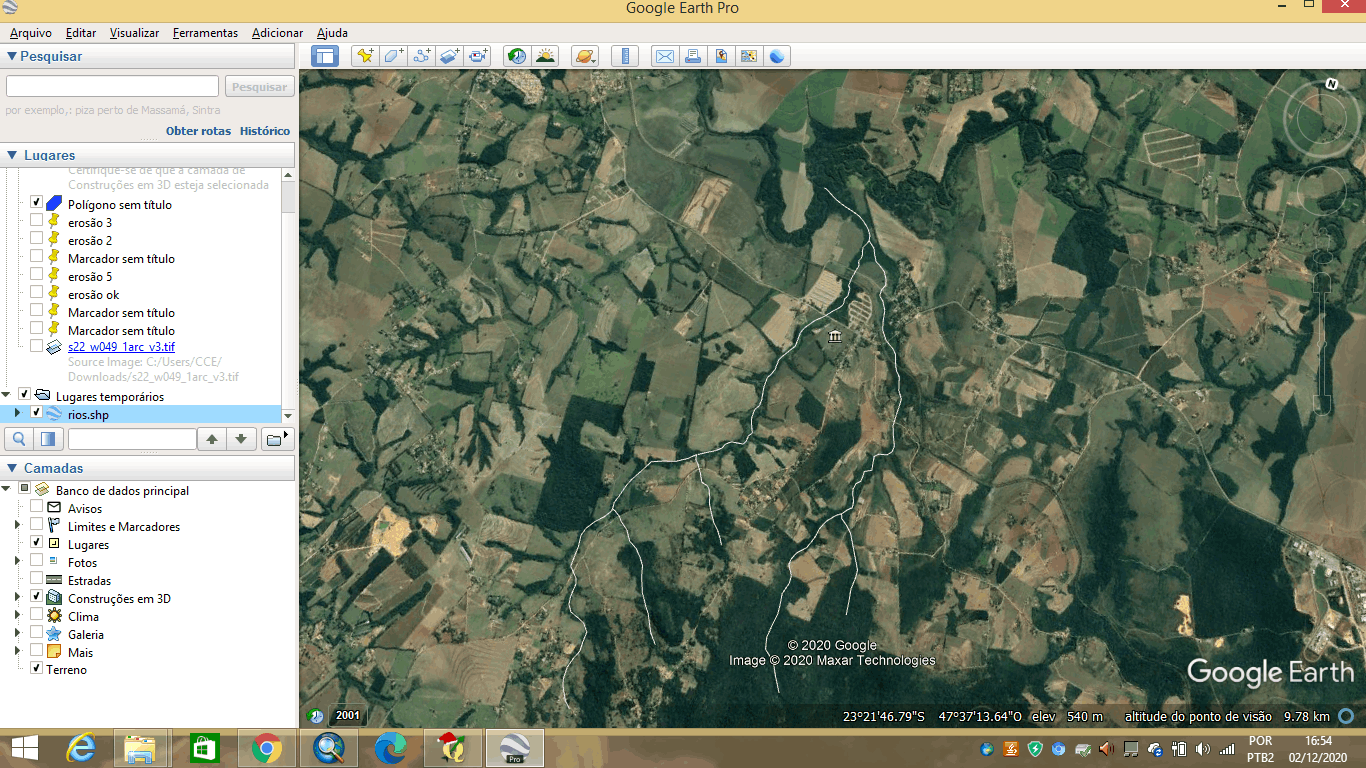 Google Earth Pro
Arquivo Editar Visualizar Ferramentas Adicionar Ajuda
Pesquisar
Pesquisar
por exemplo,: piza perto de Massamá, Sintra
Obter rotas Histórico
Lugares
Certifique-se de que a camada de
Construções em 3D esteja selecionada
Polígono sem título
erosão 3
erosão 2
Marcador sem título
erosão 5
erosão ok
Marcador sem título
Marcador sem título
s22_w049_1arc_v3.tif
Source Image: C:/Users/CCE/
Downloads/s22_w049_1arc_v3.tif
Lugares temporários
rios.shp
Camadas
Banco de dados principal
Avisos
Limites e Marcadores
Lugares
Fotos
Estradas
Construções em 3D
Clima
Galeria
Mais
Terreno
N
© 2020 Google
Image © 2020 Maxar Technologies
Google Earth
2001
23°21'46.79"S 47°37'13.64"O elev 540 m altitude do ponto de visão 9.78 km
Pro
POR
PTB2
16:54
02/12/2020